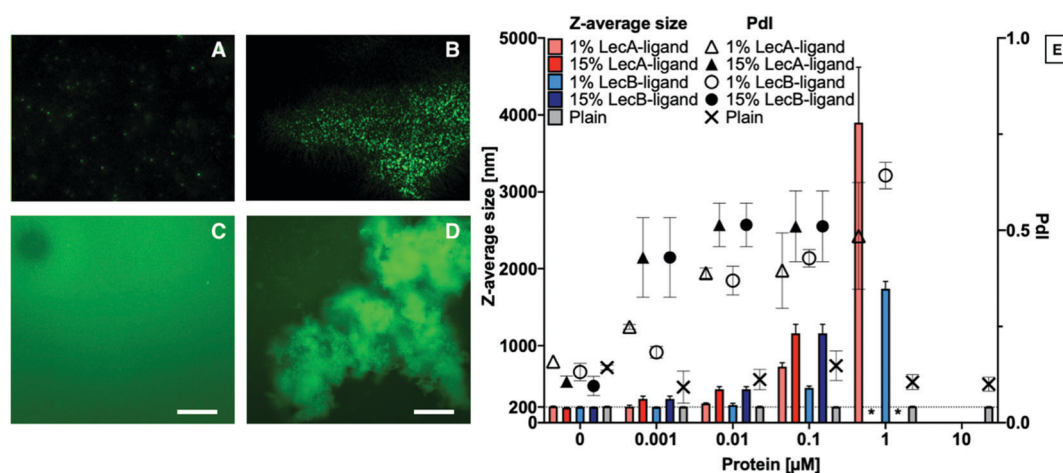 A
B
C
D
E
Z-average size PdI
1% LecA-ligand 1% LecA-ligand
15% LecA-ligand 15% LecA-ligand
1% LecB-ligand 1% LecB-ligand
15% LecB-ligand 15% LecB-ligand
Plain Plain
Z-average size [nm]
5000
4000
3000
2000
1000
200
0
1.0
0.5
0.0
PdI
* *
0 0.001 0.01 0.1 1 10
Protein [µM]